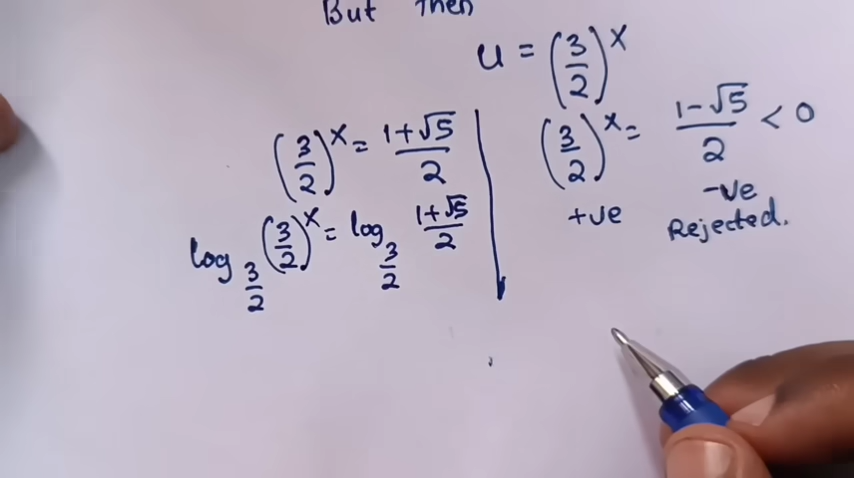 But Then
u = (3/2)^x
(3/2)^x = (1+√5)/2
log_(3/2) (3/2)^x = log_(3/2) (1+√5)/2
(3/2)^x = (1-√5)/2 < 0
+ve -ve
Rejected.